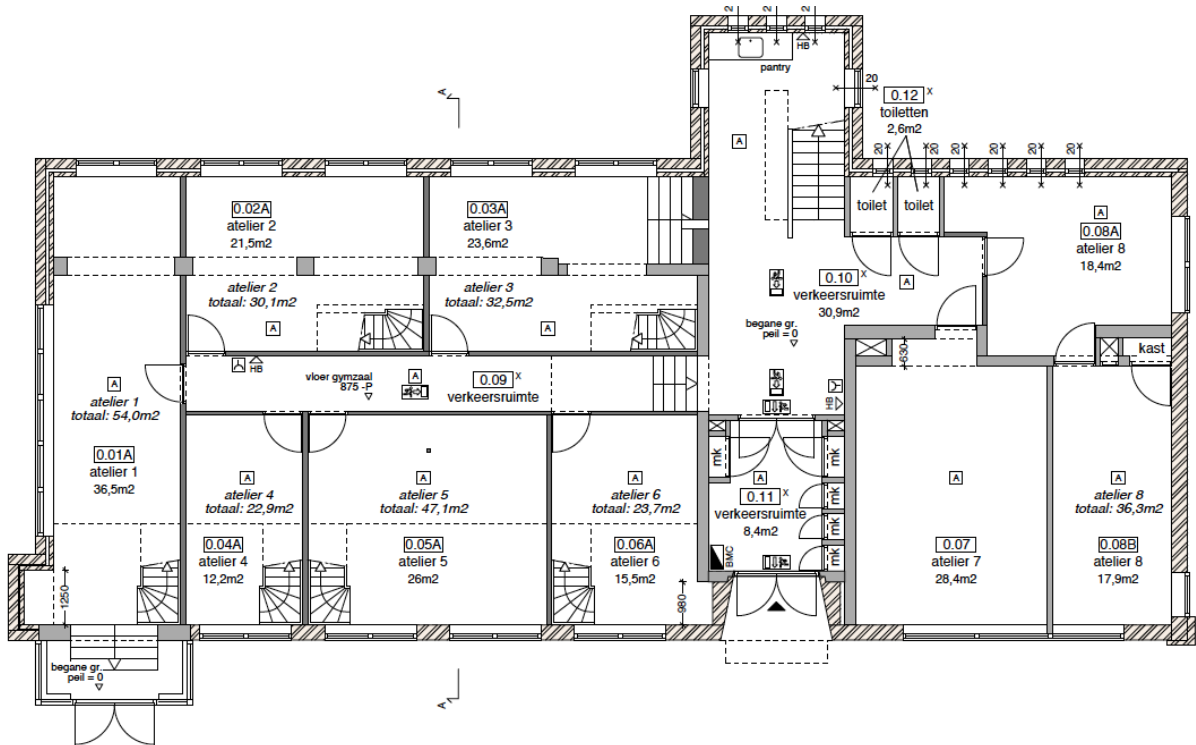 2
2
2
HB
pantry
20
0.12 x
toiletten
2,6m2
A
A
20
20
20
20
20
20
toilet
toilet
0.02A
atelier 2
21,5m2
0.03A
atelier 3
23,6m2
A
0.08A
atelier 8
18,4m2
atelier 2
totaal: 30,1m2
A
atelier 3
totaal: 32,5m2
A
0.10 x
verkeersruimte
30,9m2
A
begane gr.
peil = 0
630
kast
HB
vloer gymzaal
875 -P
A
0.09 x
verkeersruimte
HB
A
atelier 1
totaal: 54,0m2
0.01A
atelier 1
36,5m2
A
atelier 4
totaal: 22,9m2
0.04A
atelier 4
12,2m2
A
atelier 5
totaal: 47,1m2
0.05A
atelier 5
26m2
A
atelier 6
totaal: 23,7m2
0.06A
atelier 6
15,5m2
980
mk
mk
mk
mk
mk
A
0.11 x
verkeersruimte
8,4m2
BMC
A
0.07
atelier 7
28,4m2
A
atelier 8
totaal: 36,3m2
0.08B
atelier 8
17,9m2
1250
begane gr.
peil = 0
A